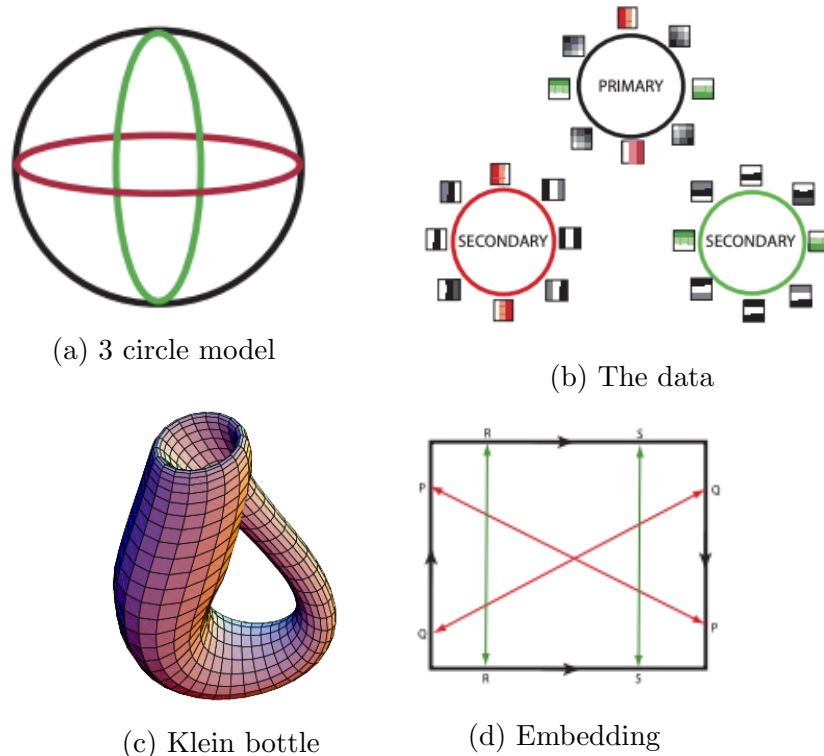 PRIMARY
SECONDARY
SECONDARY
(a) 3 circle model
(b) The data
R
S
P
Q
Q
P
R
S
(c) Klein bottle
(d) Embedding